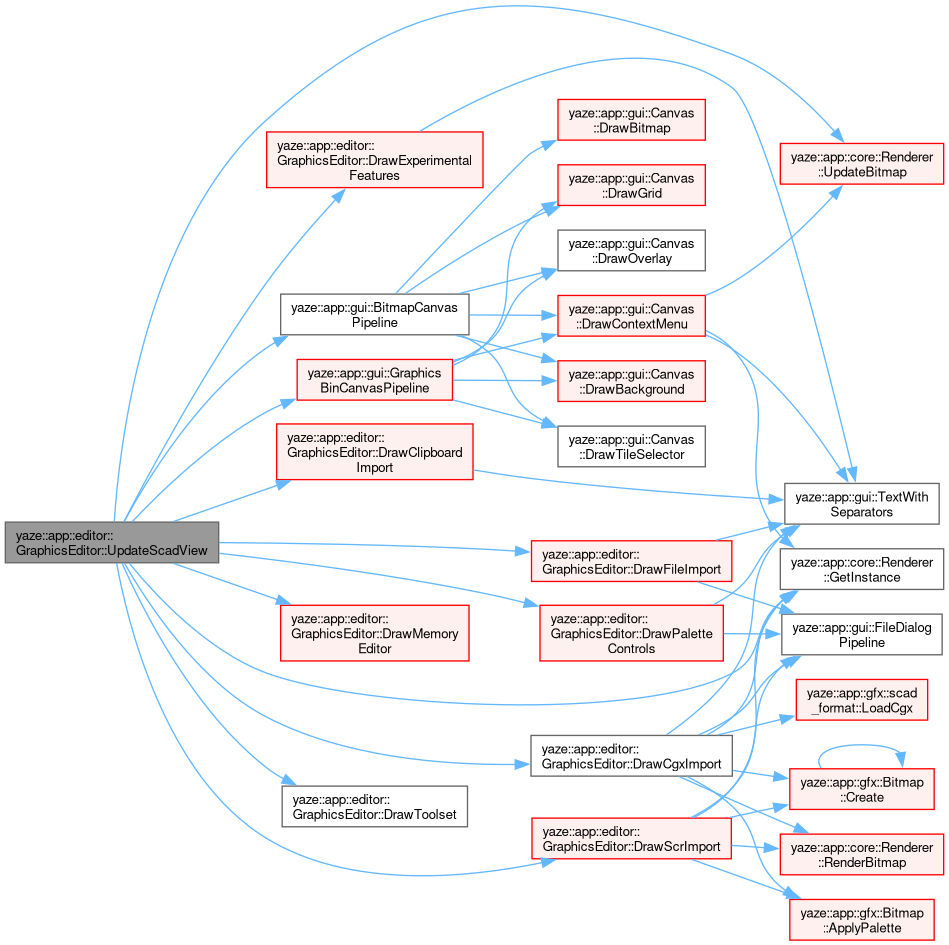 yaze::app::gui::Canvas
::DrawBitmap
yaze::app::editor::
GraphicsEditor::DrawExperimental
Features
yaze::app::core::Renderer
::UpdateBitmap
yaze::app::gui::Canvas
::DrawGrid
yaze::app::gui::Canvas
::DrawOverlay
yaze::app::gui::BitmapCanvas
Pipeline
yaze::app::gui::Canvas
::DrawContextMenu
yaze::app::gui::Graphics
BinCanvasPipeline
yaze::app::gui::Canvas
::DrawBackground
yaze::app::editor::
GraphicsEditor::DrawClipboard
Import
yaze::app::gui::Canvas
::DrawTileSelector
yaze::app::gui::TextWith
Separators
yaze::app::editor::
GraphicsEditor::UpdateScadView
yaze::app::editor::
GraphicsEditor::DrawFileImport
yaze::app::core::Renderer
::GetInstance
yaze::app::editor::
GraphicsEditor::DrawMemory
Editor
yaze::app::editor::
GraphicsEditor::DrawPalette
Controls
yaze::app::gui::FileDialog
Pipeline
yaze::app::gfx::scad
_format::LoadCgx
yaze::app::editor::
GraphicsEditor::DrawCgxImport
yaze::app::gfx::Bitmap
::Create
yaze::app::editor::
GraphicsEditor::DrawToolset
yaze::app::editor::
GraphicsEditor::DrawScrImport
yaze::app::core::Renderer
::RenderBitmap
yaze::app::gfx::Bitmap
::ApplyPalette